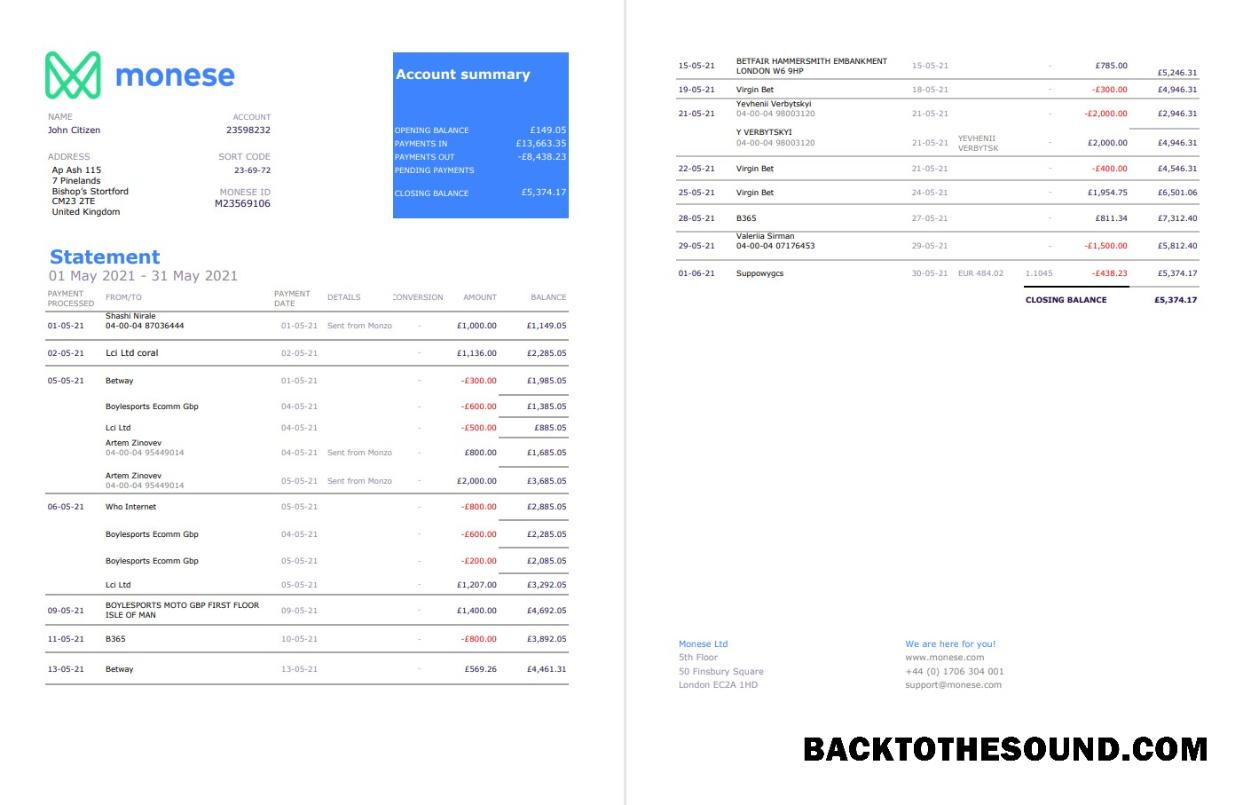 monese
Account summary
NAME ACCOUNT
John Citizen 23598232
OPENING BALANCE £149.05
PAYMENTS IN £13,663.35
ADDRESS SORT CODE
PAYMENTS OUT -£8,438.23
Ap Ash 115 23-69-72
PENDING PAYMENTS
7 Pinelands
Bishop's Stortford MONESE ID
CLOSING BALANCE £5,374.17
CM23 2TE M23569106
United Kingdom
Statement
01 May 2021 - 31 May 2021
PAYMENT PROCESSED FROM/TO PAYMENT DATE DETAILS CONVERSION AMOUNT BALANCE
Shashi Nirale
01-05-21 04-00-04 87036444 01-05-21 Sent from Monzo - £1,000.00 £1,149.05
02-05-21 Lci Ltd coral 02-05-21 - £1,136.00 £2,285.05
05-05-21 Betway 01-05-21 - -£300.00 £1,985.05
Boylesports Ecomm Gbp 04-05-21 - -£600.00 £1,385.05
Lci Ltd 04-05-21 - -£500.00 £885.05
Artem Zinovev
04-00-04 95449014 04-05-21 Sent from Monzo £800.00 £1,685.05
Artem Zinovev
04-00-04 95449014 05-05-21 Sent from Monzo £2,000.00 £3,685.05
06-05-21 Who Internet 05-05-21 - -£800.00 £2,885.05
Boylesports Ecomm Gbp 04-05-21 - -£600.00 £2,285.05
Boylesports Ecomm Gbp 05-05-21 - -£200.00 £2,085.05
Lci Ltd 05-05-21 - £1,207.00 £3,292.05
09-05-21 BOYLESPORTS MOTO GBP FIRST FLOOR
ISLE OF MAN 09-05-21 - £1,400.00 £4,692.05
11-05-21 B365 10-05-21 - -£800.00 £3,892.05
13-05-21 Betway 13-05-21 - £569.26 £4,461.31
15-05-21 BETFAIR HAMMERSMITH EMBANKMENT
LONDON W6 9HP 15-05-21 - £785.00 £5,246.31
19-05-21 Virgin Bet 18-05-21 - -£300.00 £4,946.31
Yevhenii Verbytskyi
21-05-21 04-00-04 98003120 21-05-21 - -£2,000.00 £2,946.31
Y VERBYTSKYI
04-00-04 98003120 21-05-21 YEVHENII VERBYTSK - £2,000.00 £4,946.31
22-05-21 Virgin Bet 21-05-21 - -£400.00 £4,546.31
25-05-21 Virgin Bet 24-05-21 - £1,954.75 £6,501.06
28-05-21 B365 27-05-21 - £811.34 £7,312.40
Valeriia Sirman
29-05-21 04-00-04 07176453 29-05-21 - -£1,500.00 £5,812.40
01-06-21 Suppowygcs 30-05-21 EUR 484.02 1.1045 -£438.23 £5,374.17
CLOSING BALANCE £5,374.17
Monese Ltd
5th Floor
50 Finsbury Square
London EC2A 1HD
We are here for you!
www.monese.com
+44 (0) 1706 304 001
support@monese.com
BACKTOTHESOUND.COM